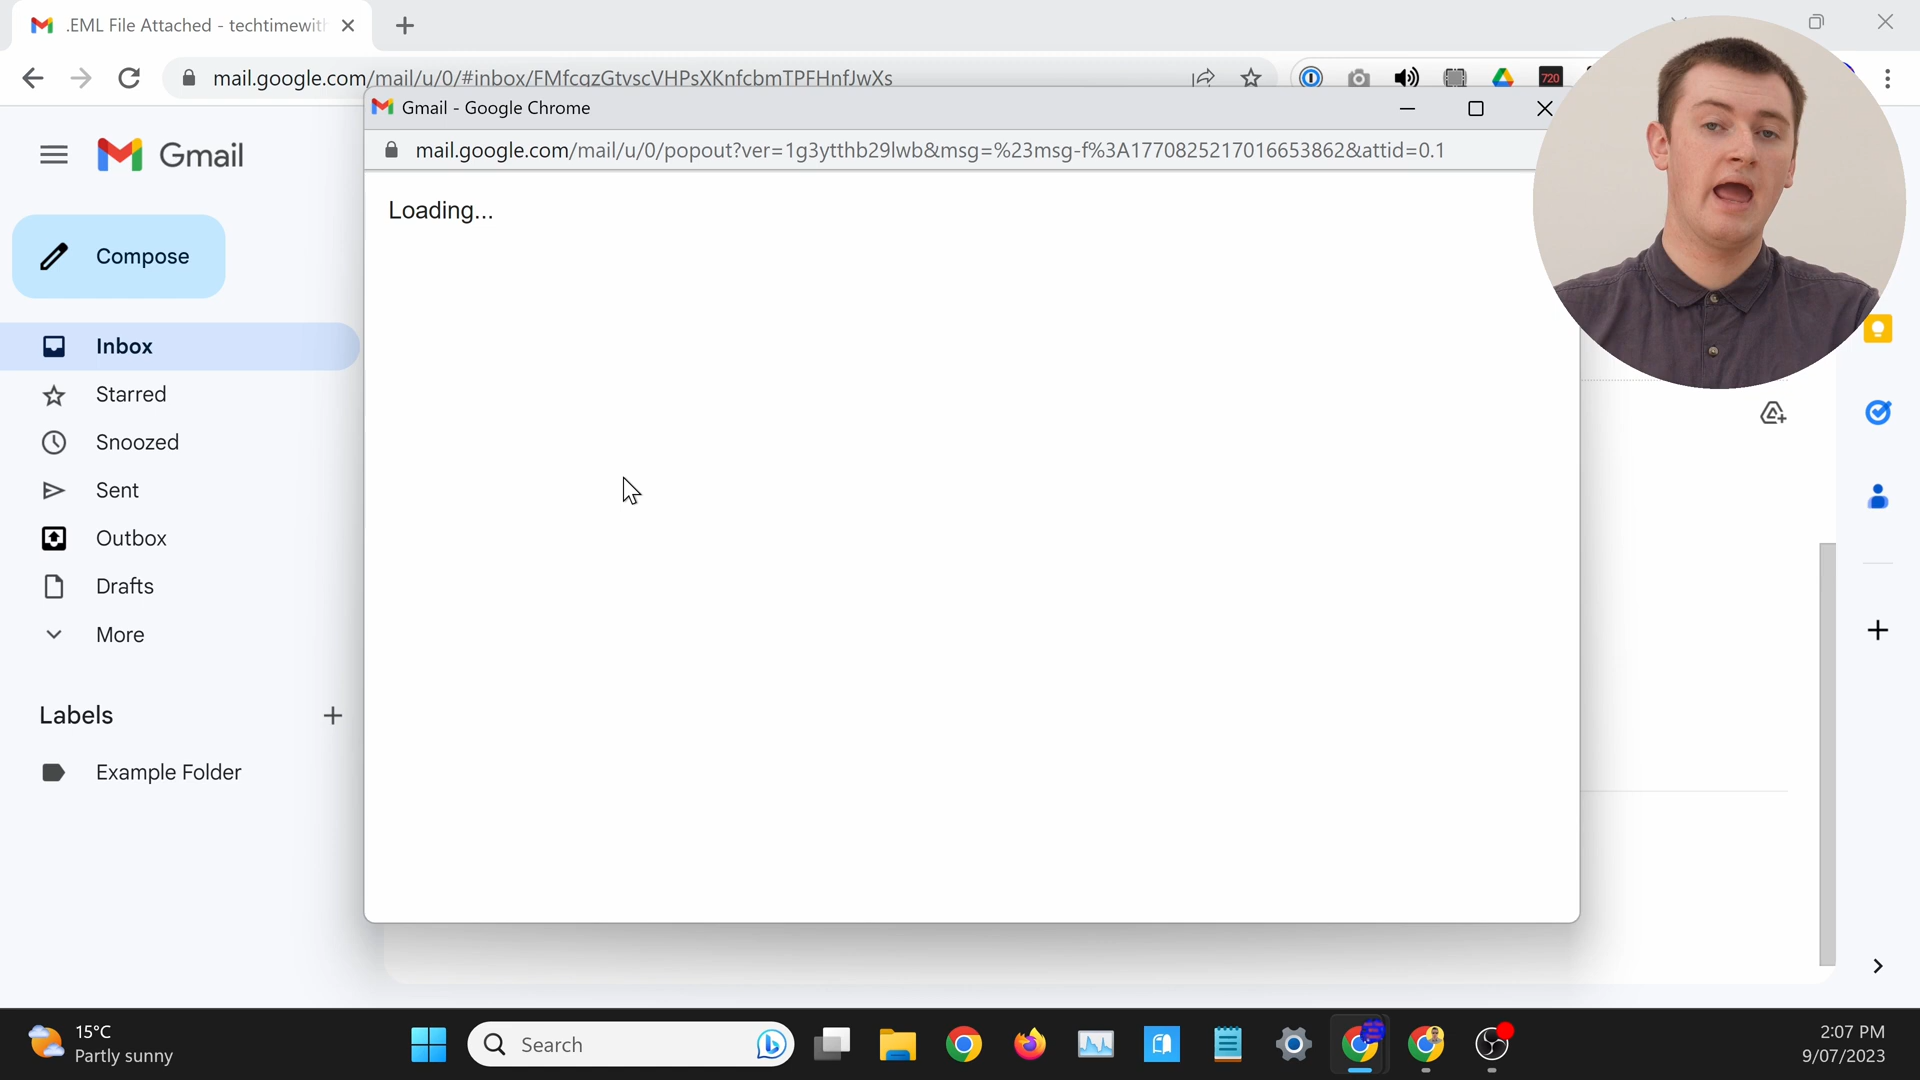 .EML File Attached - techtimewith
mail.google.com/mail/u/0/#inbox/FMfcgzGtvscVHPsXKnfcbmTPFHnfJwXs
720
Gmail - Google Chrome
mail.google.com/mail/u/0/popout?ver=1g3ytthb29lwb&msg=%23msg-f%3A1770825217016653862&attid=0.1
Gmail
Loading...
Compose
Inbox
Starred
Snoozed
Sent
Outbox
Drafts
More
Labels
Example Folder
15°C
Partly sunny
Search
2:07 PM
9/07/2023